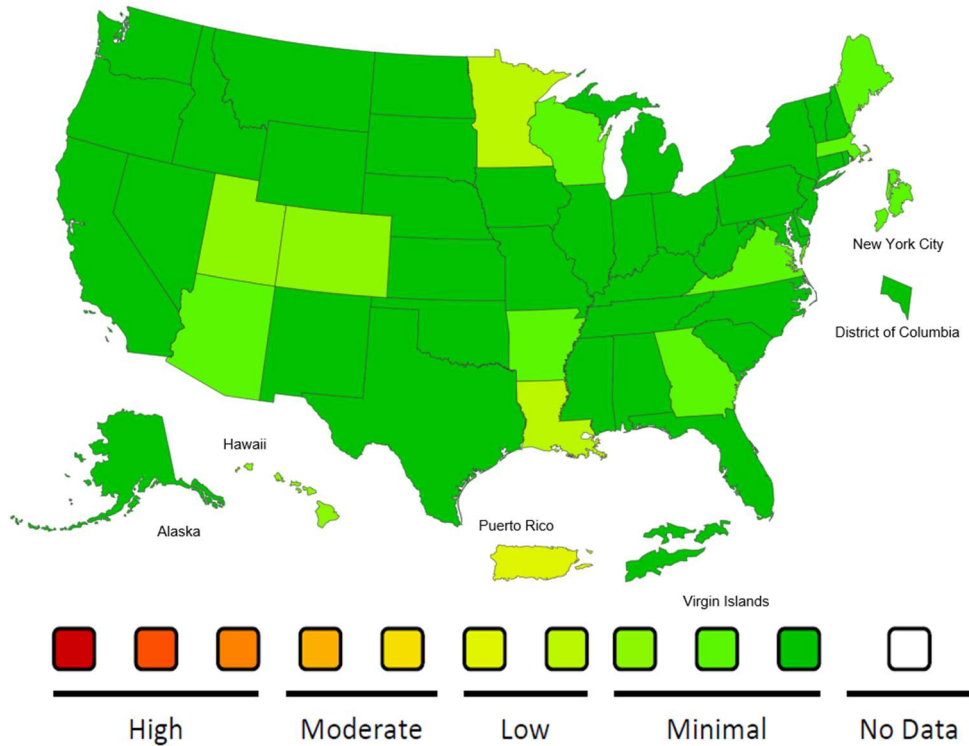 New York City
District of Columbia
Hawaii
Alaska
Puerto Rico
Virgin Islands
High
Moderate
Low
Minimal
No Data